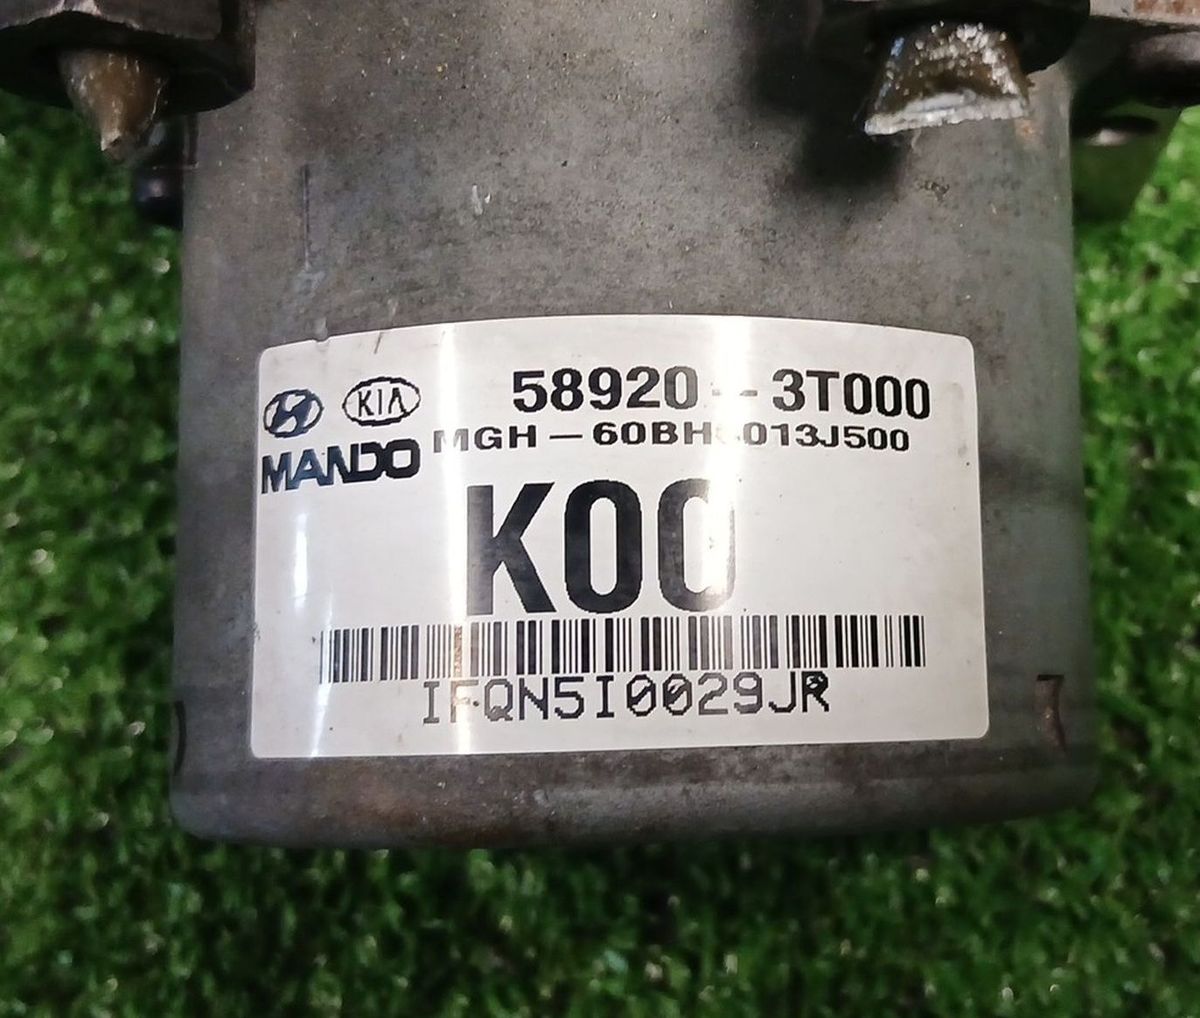 KIA
58920 - 3T000
MANDO
MGH - 60BH 013J500
K00
IFQN5I0029JR